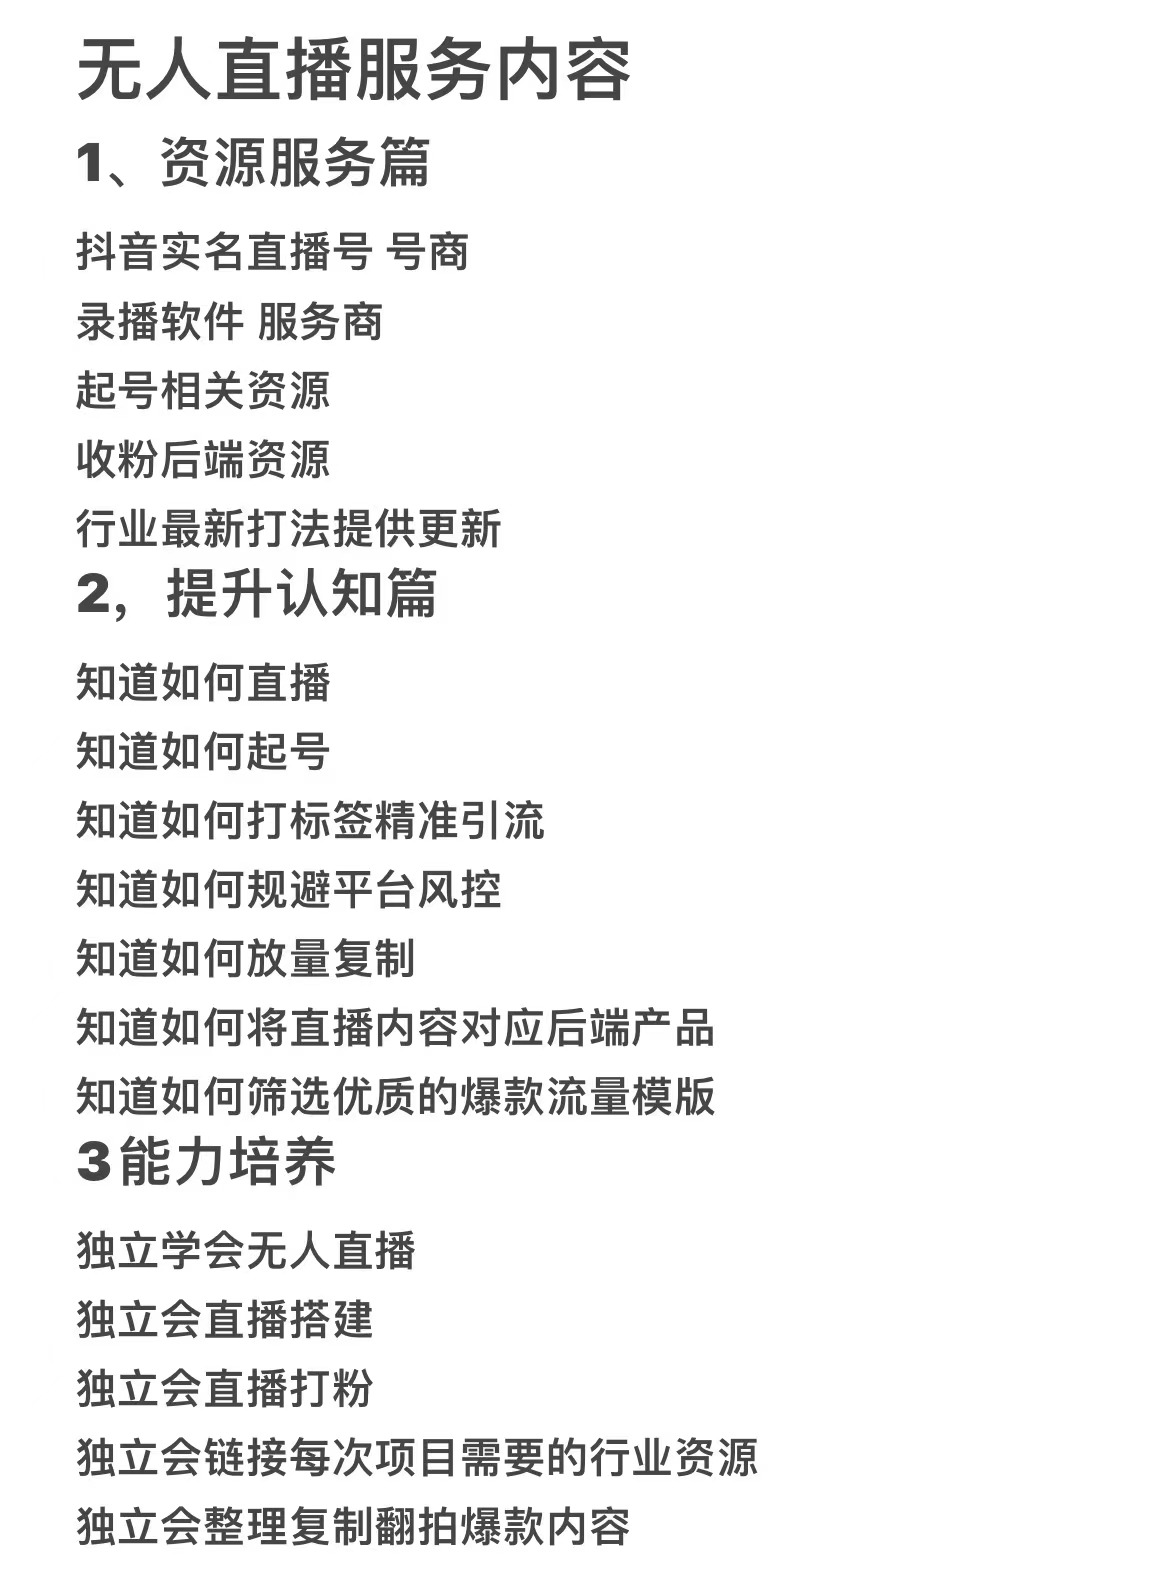 无人直播服务内容
1、资源服务篇
抖音实名直播号 号商
录播软件 服务商
起号相关资源
收粉后端资源
行业最新打法提供更新
2，提升认知篇
知道如何直播
知道如何起号
知道如何打标签精准引流
知道如何规避平台风控
知道如何放量复制
知道如何将直播内容对应后端产品
知道如何筛选优质的爆款流量模版
3能力培养
独立学会无人直播
独立会直播搭建
独立会直播打粉
独立会链接每次项目需要的行业资源
独立会整理复制翻拍爆款内容